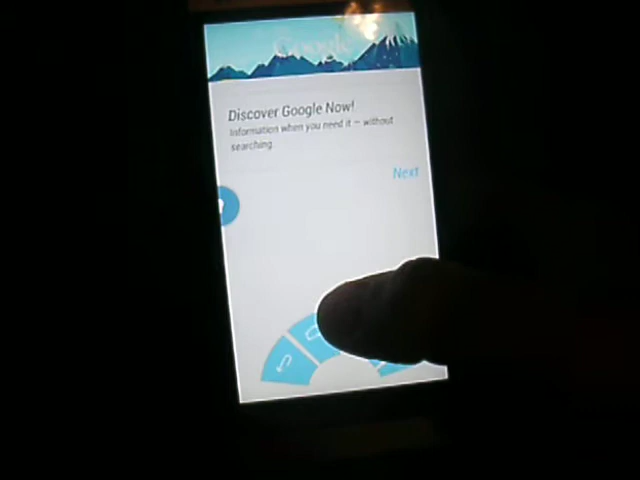 Google
Discover Google Now!
Information when you need it – without
searching.
Next